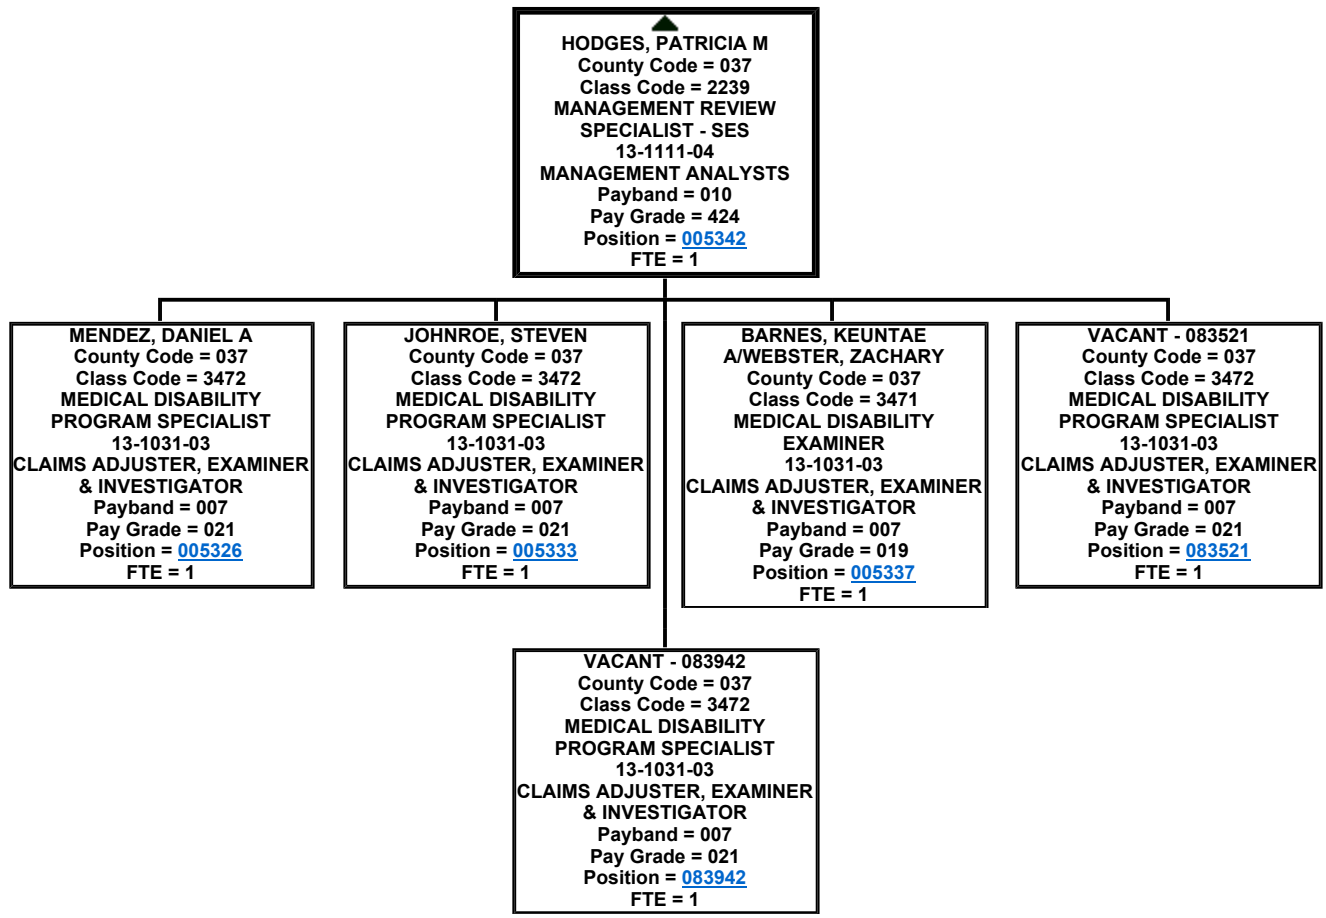 HODGES, PATRICIA M
County Code = 037
Class Code = 2239
MANAGEMENT REVIEW
SPECIALIST - SES
13-1111-04
MANAGEMENT ANALYSTS
Payband = 010
Pay Grade = 424
Position = 005342
FTE = 1
MENDEZ, DANIEL A
County Code = 037
Class Code = 3472
MEDICAL DISABILITY
PROGRAM SPECIALIST
13-1031-03
CLAIMS ADJUSTER, EXAMINER
& INVESTIGATOR
Payband = 007
Pay Grade = 021
Position = 005326
FTE = 1
JOHNROE, STEVEN
County Code = 037
Class Code = 3472
MEDICAL DISABILITY
PROGRAM SPECIALIST
13-1031-03
CLAIMS ADJUSTER, EXAMINER
& INVESTIGATOR
Payband = 007
Pay Grade = 021
Position = 005333
FTE = 1
BARNES, KEUNTAE
A/WEBSTER, ZACHARY
County Code = 037
Class Code = 3471
MEDICAL DISABILITY
EXAMINER
13-1031-03
CLAIMS ADJUSTER, EXAMINER
& INVESTIGATOR
Payband = 007
Pay Grade = 019
Position = 005337
FTE = 1
VACANT - 083521
County Code = 037
Class Code = 3472
MEDICAL DISABILITY
PROGRAM SPECIALIST
13-1031-03
CLAIMS ADJUSTER, EXAMINER
& INVESTIGATOR
Payband = 007
Pay Grade = 021
Position = 083521
FTE = 1
VACANT - 083942
County Code = 037
Class Code = 3472
MEDICAL DISABILITY
PROGRAM SPECIALIST
13-1031-03
CLAIMS ADJUSTER, EXAMINER
& INVESTIGATOR
Payband = 007
Pay Grade = 021
Position = 083942
FTE = 1